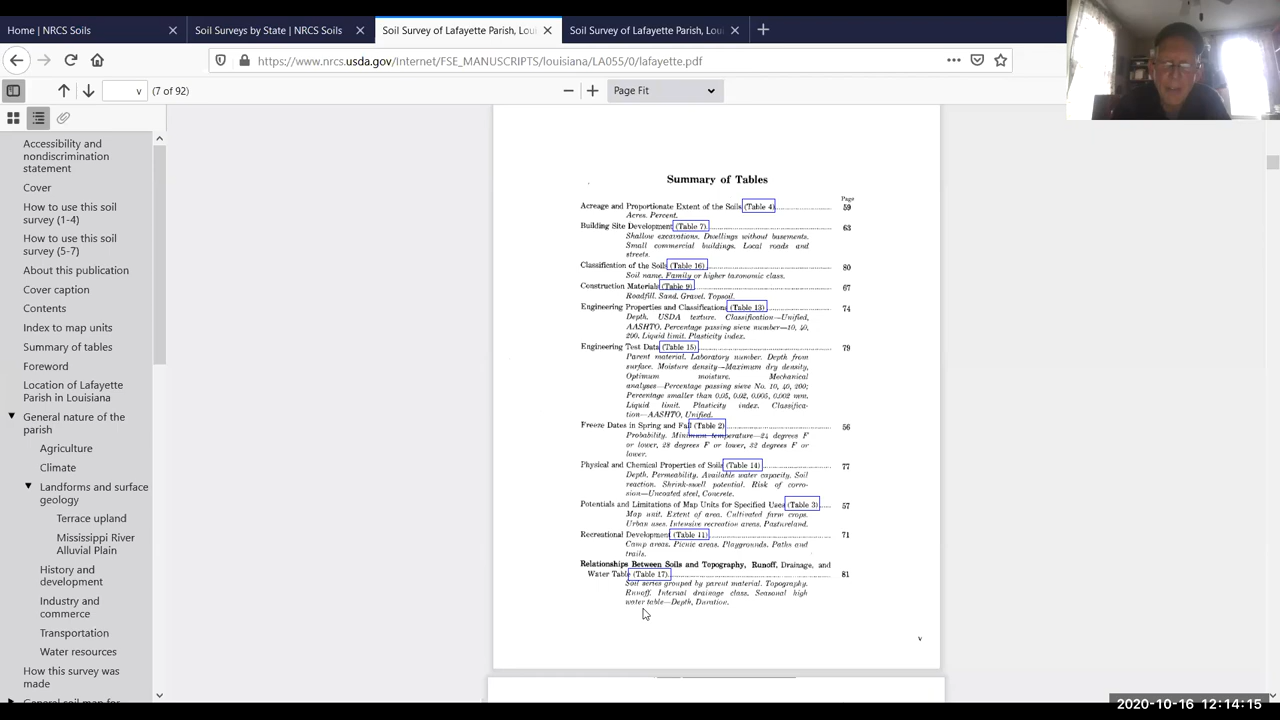 Home | NRCS Soils
Soil Surveys by State | NRCS Soils
Soil Survey of Lafayette Parish, Loui
Soil Survey of Lafayette Parish, Loui
https://www.nrcs.usda.gov/Internet/FSE_MANUSCRIPTS/louisiana/LA055/0/lafayette.pdf
v
(7 of 92)
Page Fit
Accessibility and
nondiscrimination
statement
Cover
How to use this soil
survey (1-4)
How to use this soil
survey (5-7)
About this publication
Cover caption
Contents
Index to map units
Summary of tables
Foreword
Location of Lafayette
Parish in Louisiana
General nature of the
parish
Agriculture
Climate
and surface
geology
Terrace upland
Mississippi River
Alluvial Plain
History and
development
Industry and
commerce
Transportation
Water resources
How this survey was
made
General soil map for
Summary of Tables
Page
Acreage and Proportionate Extent of the Soils (Table 4) 59
Acres. Percent.
Building Site Development (Table 7) 63
Shallow excavations. Dwellings without basements.
Small commercial buildings. Local roads and
streets.
Classification of the Soils (Table 16) 80
Soil name. Family or higher taxonomic class.
Construction Materials (Table 9) 67
Roadfill. Sand. Gravel. Topsoil.
Engineering Properties and Classifications (Table 13) 74
Depth. USDA texture. Classification—Unified,
AASHTO. Percentage passing sieve number—10, 40,
200. Liquid limit. Plasticity index.
Engineering Test Data (Table 15) 79
Parent material. Laboratory number. Depth from
surface. Moisture density—Maximum dry density,
Optimum moisture. Mechanical
analyses—Percentage passing sieve No. 10, 40, 200;
Percentage smaller than 0.05, 0.02, 0.005, 0.002 mm.
Liquid limit. Plasticity index. Classifica-
tion—AASHTO, Unified.
Freeze Dates in Spring and Fall (Table 2) 56
Probability. Minimum temperature—24 degrees F
or lower, 28 degrees F or lower, 32 degrees F or
lower.
Physical and Chemical Properties of Soils (Table 14) 77
Depth. Permeability. Available water capacity. Soil
reaction. Shrink-swell potential. Risk of corro-
sion—Uncoated steel, Concrete.
Potentials and Limitations of Map Units for Specified Uses (Table 3) 57
Map unit. Extent of area. Cultivated farm crops.
Urban uses. Intensive recreation areas. Pastureland.
Recreational Development (Table 11) 71
Camp areas. Picnic areas. Playgrounds. Paths and
trails.
Relationships Between Soils and Topography, Runoff, Drainage, and
Water Table (Table 17) 81
Soil series grouped by parent material. Topography.
Runoff. Internal drainage class. Seasonal high
water table—Depth, Duration.
v
2020-10-16 12:14:15